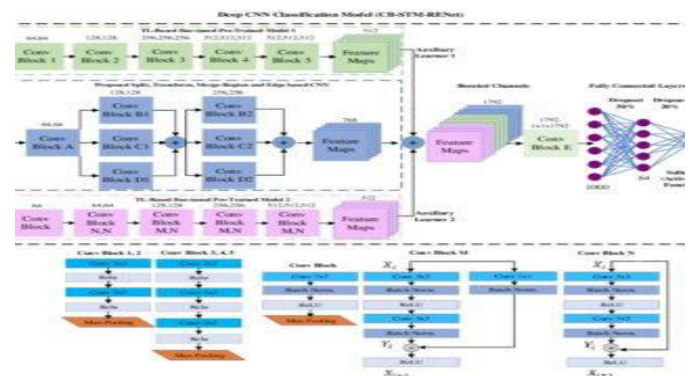 Deep CNN Classification Model (CB-STM-RENet)
TL-Based fine-tuned Pre-Trained Model 1
64,64
128,128
256,256,256
512,512,512
512,512,512
512
Conv Block 1
Conv Block 2
Conv Block 3
Conv Block 4
Conv Block 5
Feature Maps
Auxiliary Learner 1
Proposed Split, Transform, Merge-Region and Edge based CNN
128,128
256,256
64,64
768
Conv Block A
Conv Block B1
Conv Block C1
Conv Block D1
Conv Block B2
Conv Block C2
Conv Block D2
Feature Maps
Boosted Channels
1792
Feature Maps
1792,
1x1x1792
Conv Block E
Fully Connected Layers
Dropout 50%
Dropout
20%
1000
64
TL-Based fine-tuned Pre-Trained Model 2
64
64,64
128,128
256,256
512,512
512
Conv Block
Conv Block N,N
Conv Block M,N
Conv Block M,N
Conv Block M,N
Feature Maps
Auxiliary Learner 2
Conv Block 1, 2
Conv 3x3
Relu
Conv 3x3
Relu
Max-Pooling
Conv Block 3, 4, 5
Conv 3x3
Relu
Conv 3x3
Relu
Conv 3x3
Relu
Max-Pooling
Conv Block
Conv 7x7
Batch Norm.
ReLU
Max-Pooling
Conv Block M
Conv 3x3
Batch Norm.
ReLU
Conv 3x3
Batch Norm.
ReLU
Conv 1x1
Batch Norm.
Conv Block N
Conv 3x3
Batch Norm.
ReLU
Conv 3x3
Batch Norm.
ReLU